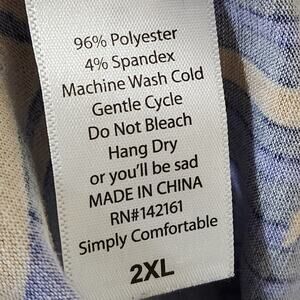 96% Polyester
4% Spandex
Machine Wash Cold
Gentle Cycle
Do Not Bleach
Hang Dry
or you'll be sad
MADE IN CHINA
RN#142161
Simply Comfortable
2XL